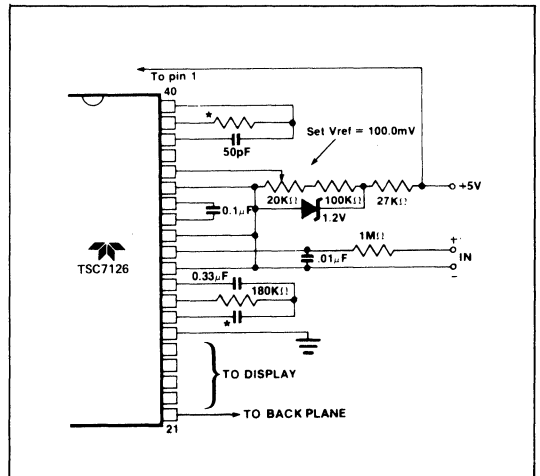 To pin 1
40
*
50pF
Set Vref = 100.0mV
20KΩ
100KΩ
27KΩ
+5V
0.1μF
1.2V
1MΩ
+
IN
-
.01μF
TSC7126
0.33μF
180KΩ
*
TO DISPLAY
TO BACK PLANE
21